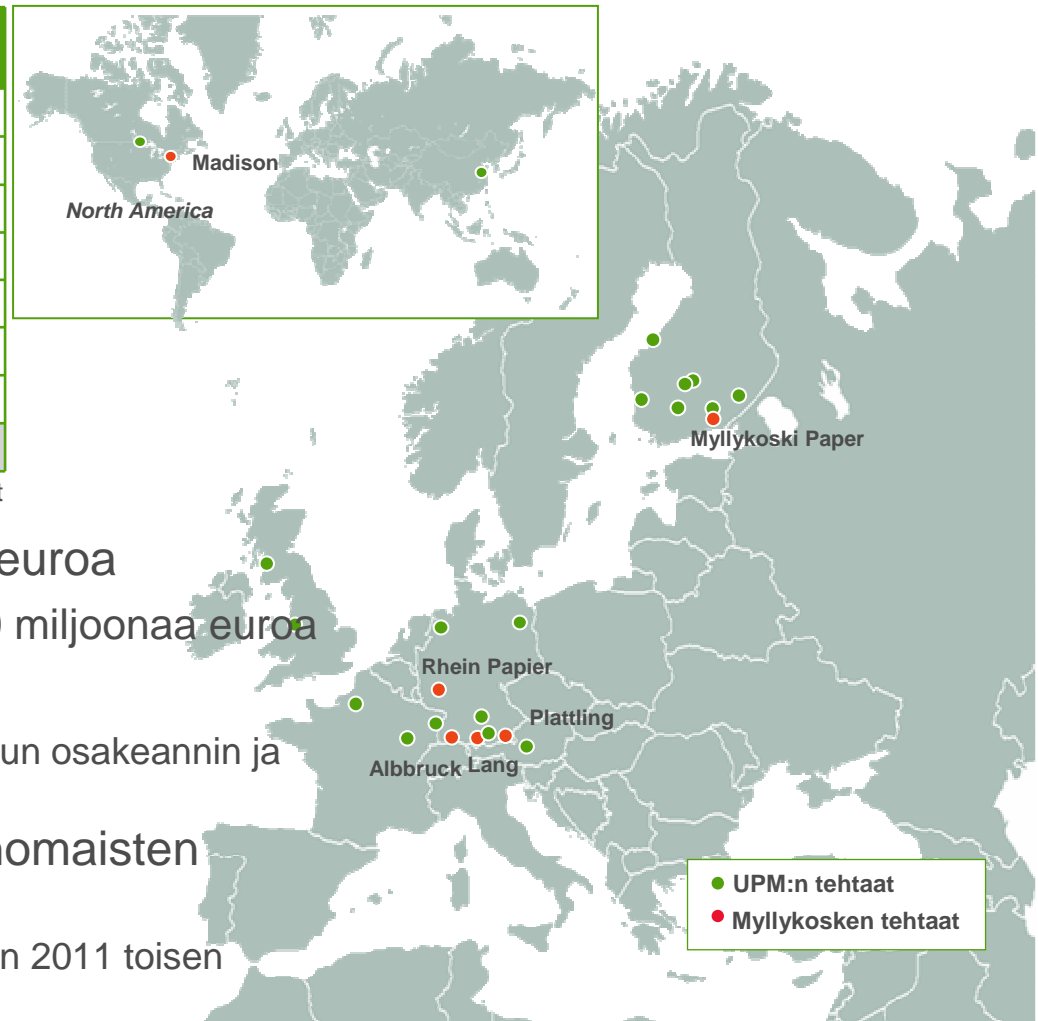 Madison
North America
Myllykoski Paper
t
euroa
miljoonaa euroa
Rhein Papier
Plattling
un osakeannin ja
Albbruck Lang
omaisten
UPM:n tehtaat
Myllykosken tehtaat
n 2011 toisen